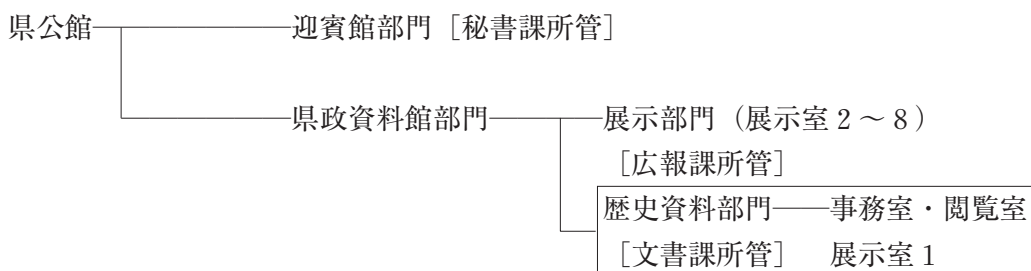 県公館 迎賓館部門［秘書課所管］
県政資料館部門 展示部門（展示室2～8）
［広報課所管］
歴史資料部門 事務室・閲覧室
［文書課所管］ 展示室1